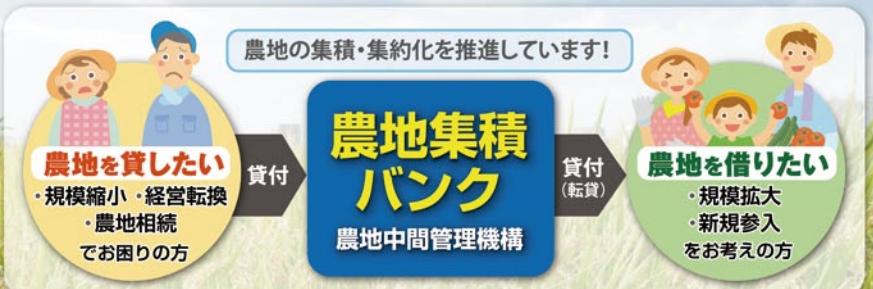 農地の集積・集約化を推進しています!
農地を貸したい
・規模縮小 ・経営転換
・農地相続
でお困りの方
貸付
農地集積
バンク
農地中間管理機構
貸付
(転貸)
農地を借りたい
・規模拡大
・新規参入
をお考えの方